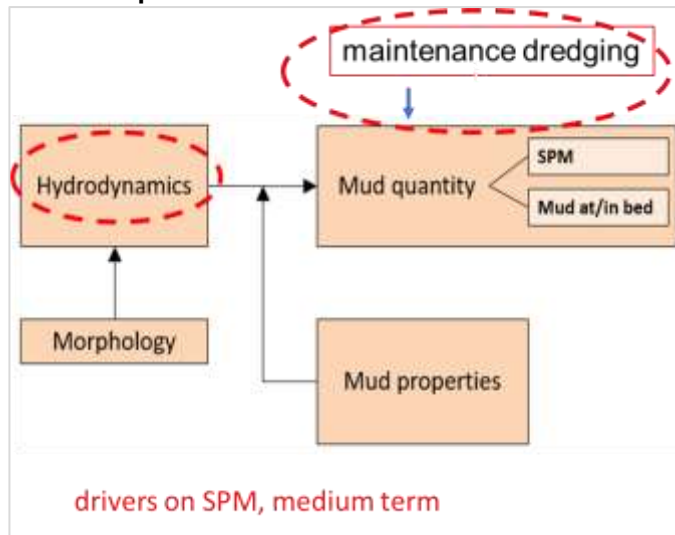 maintenance dredging
Hydrodynamics
Mud quantity
SPM
Mud at/in bed
Morphology
Mud properties
drivers on SPM, medium term